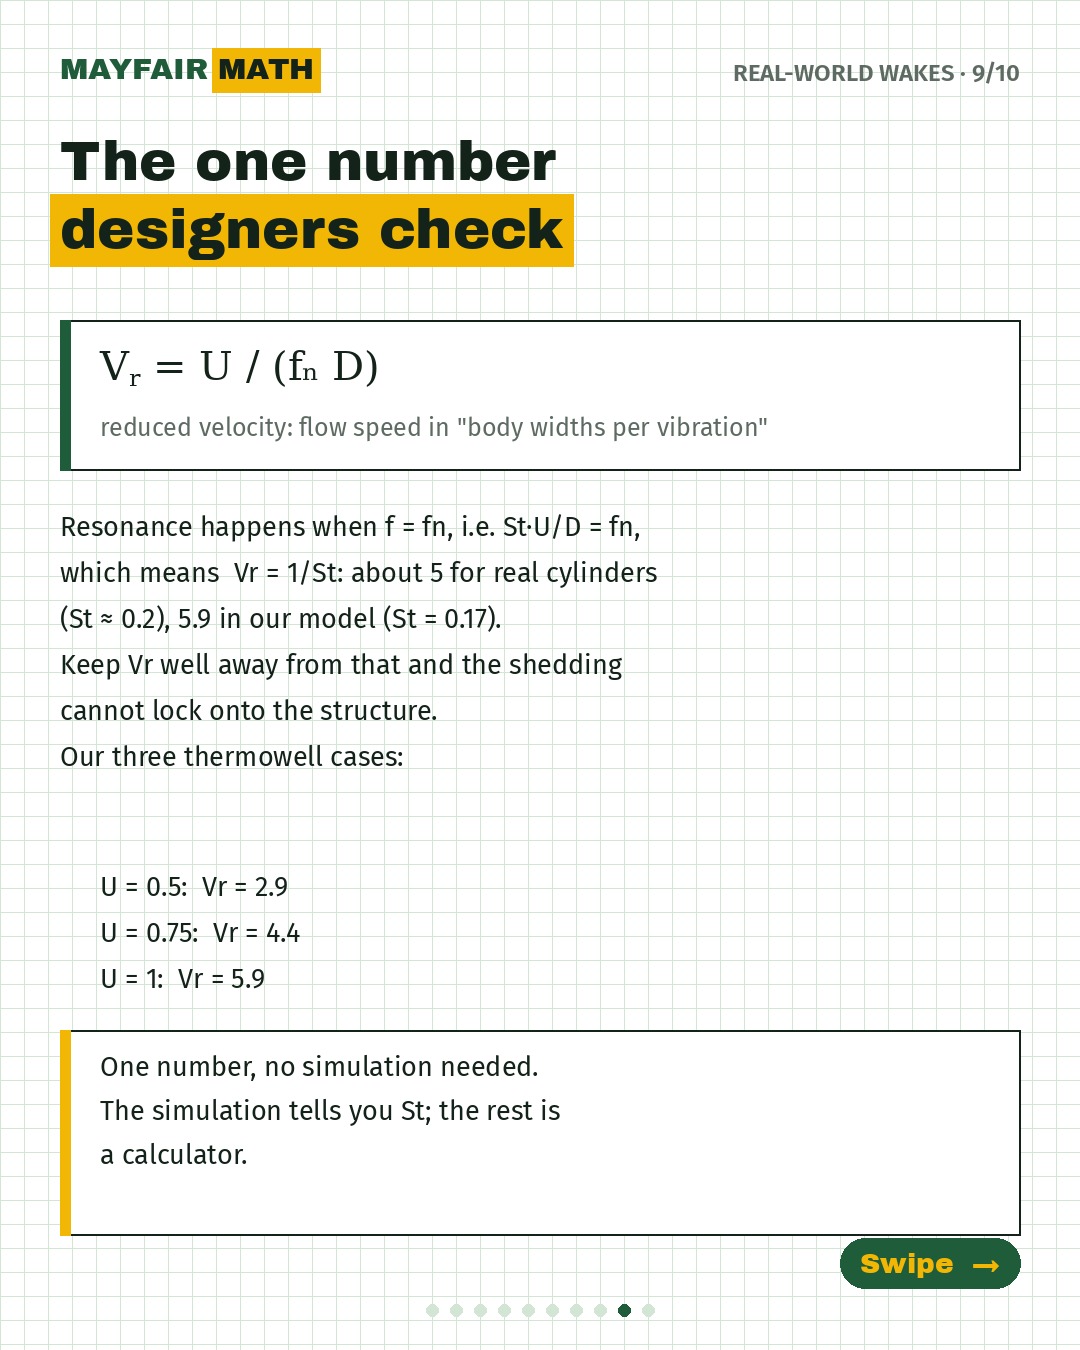 MAYFAIR MATH
REAL-WORLD WAKES · 9/10
The one number
designers check
Vr = U / (fn D)
reduced velocity: flow speed in "body widths per vibration"
Resonance happens when f = fn, i.e. St·U/D = fn,
which means Vr = 1/St: about 5 for real cylinders
(St ≈ 0.2), 5.9 in our model (St = 0.17).
Keep Vr well away from that and the shedding
cannot lock onto the structure.
Our three thermowell cases:
U = 0.5: Vr = 2.9
U = 0.75: Vr = 4.4
U = 1: Vr = 5.9
One number, no simulation needed.
The simulation tells you St; the rest is
a calculator.
Swipe →